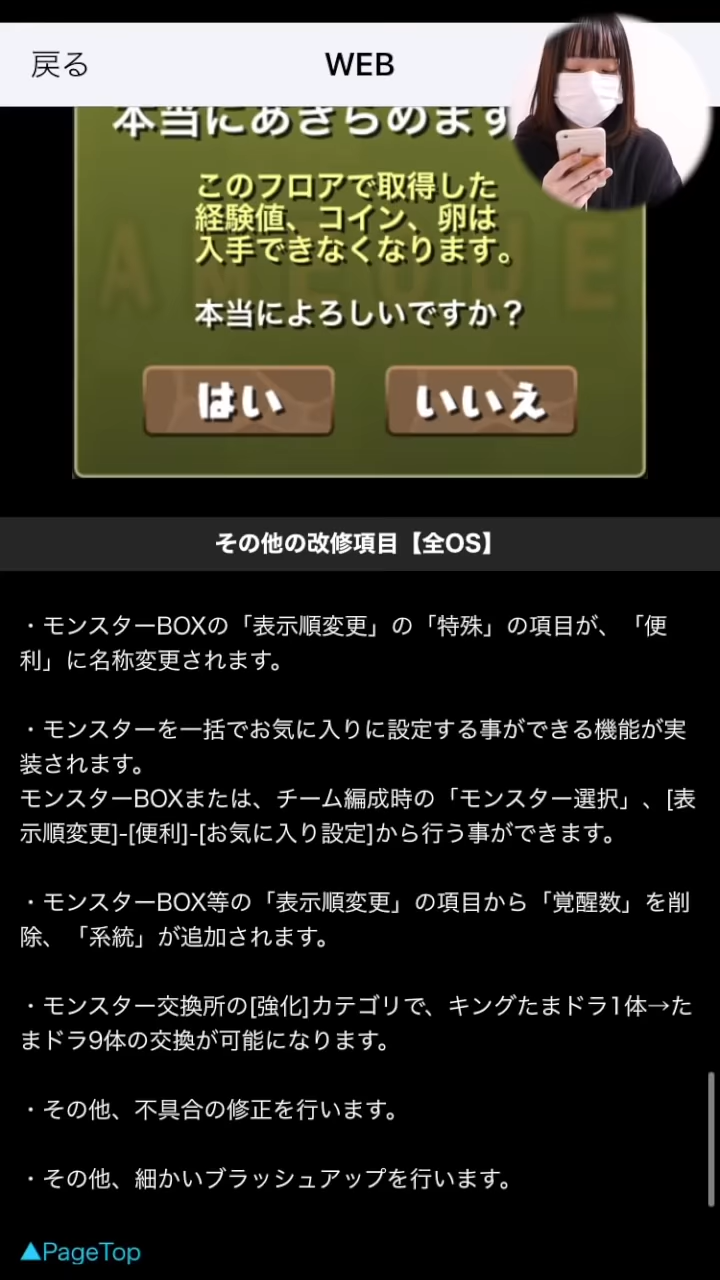 戻る
WEB
本当にあきらめます
このフロアで取得した
経験値、コイン、卵は
入手できなくなります。
本当によろしいですか？
はい
いいえ
その他の改修項目【全OS】
・モンスターBOXの「表示順変更」の「特殊」の項目が、「便
利」に名称変更されます。
・モンスターを一括でお気に入りに設定する事ができる機能が実
装されます。
モンスターBOXまたは、チーム編成時の「モンスター選択」、[表
示順変更]-[便利]-[お気に入り設定]から行う事ができます。
・モンスターBOX等の「表示順変更」の項目から「覚醒数」を削
除、「系統」が追加されます。
・モンスター交換所の[強化]カテゴリで、キングたまドラ1体→た
まドラ9体の交換が可能になります。
・その他、不具合の修正を行います。
・その他、細かいブラッシュアップを行います。
▲PageTop